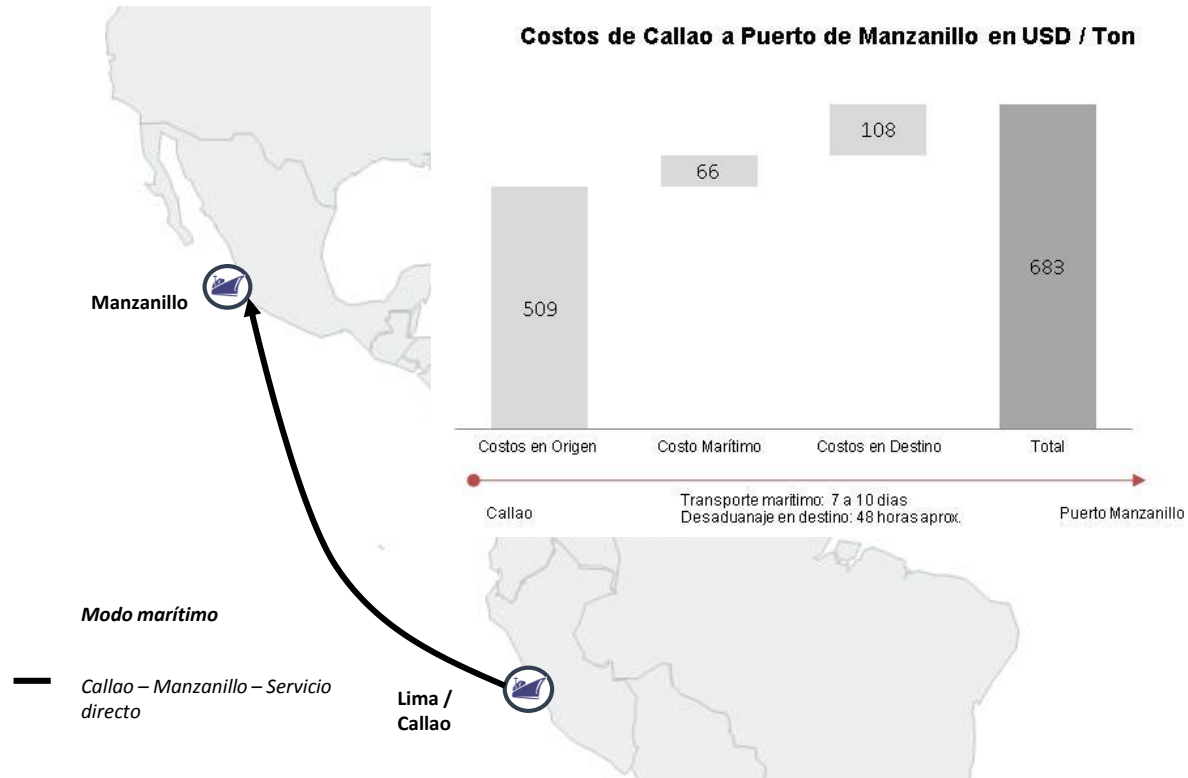 Costos de Callao a Puerto de Manzanillo en USD / Ton
108
66
683
509
Manzanillo
Costos en Origen
Costo Marítimo
Costos en Destino
Total
Transporte maritimo: 7 a 10 dias
Callao
Desaduanaje en destino: 48 horas aprox.
Puerto Manzanillo
Modo marítimo
Callao – Manzanillo – Servicio
directo
Lima /
Callao